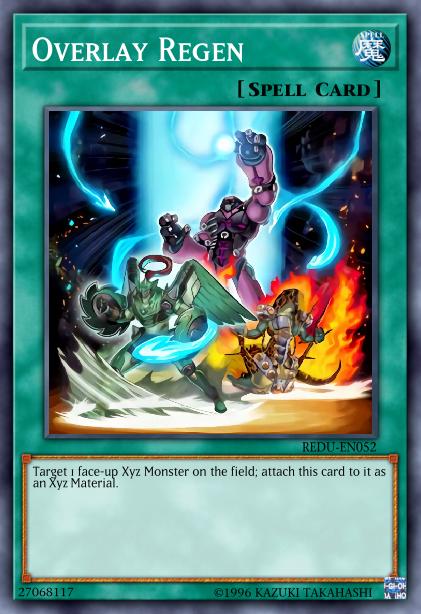 Overlay Regen
SPELL
魔
[Spell Card]
REDU-EN052
Target 1 face-up Xyz Monster on the field; attach this card to it as
an Xyz Material.
27068117
©1996 KAZUKI TAKAHASHI